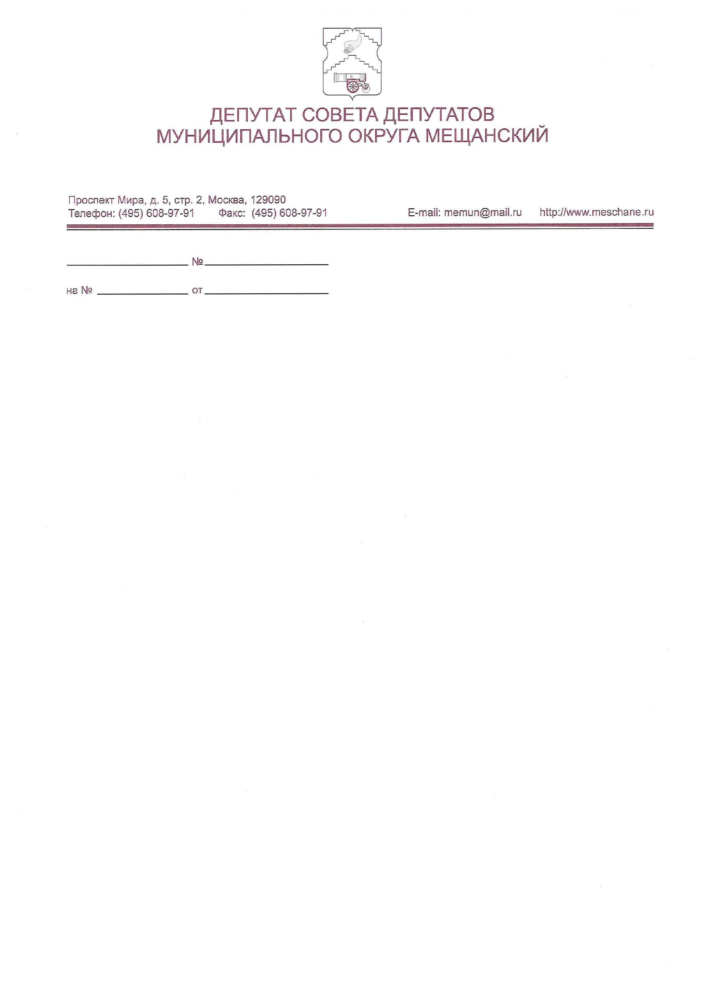 ДЕПУТАТ СОВЕТА ДЕПУТАТОВ
МУНИЦИПАЛЬНОГО ОКРУГА МЕЩАНСКИЙ
Проспект Мира, д. 5, стр. 2, Москва, 129090
Телефон: (495) 608-97-91 Факс: (495) 608-97-91 E-mail: memun@mail.ru http://www.meschane.ru
№
на № от